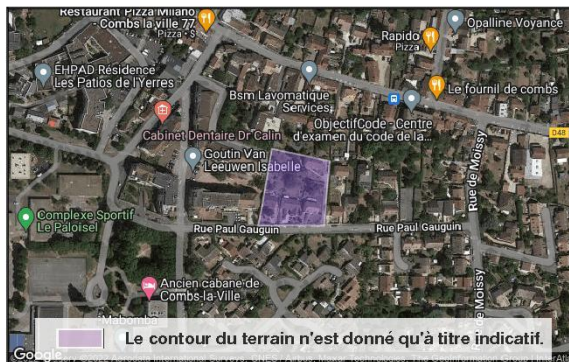 Restaurant Pizza Milano
- Combs la ville 77
Pizza · $
Opalline Voyance
Rapido
Pizza
EHPAD Résidence
Les Patios de l'Yerres
Bsm Lavomatique
Services
Le fournil de combs
Cabinet Dentaire Dr Calin
ObjectifCode - Centre
d'examen du code de la...
D48
Goutin Van
Leeuwen Isabelle
Rue de Moissy
Complexe Sportif
Le Paloisel
Rue Paul Gauguin
Rue Paul Gauguin
Ancien cabane de
Combs-la-Ville
Rue de Moissy
Mabomba
Le contour du terrain n'est donné qu'à titre indicatif.
Google